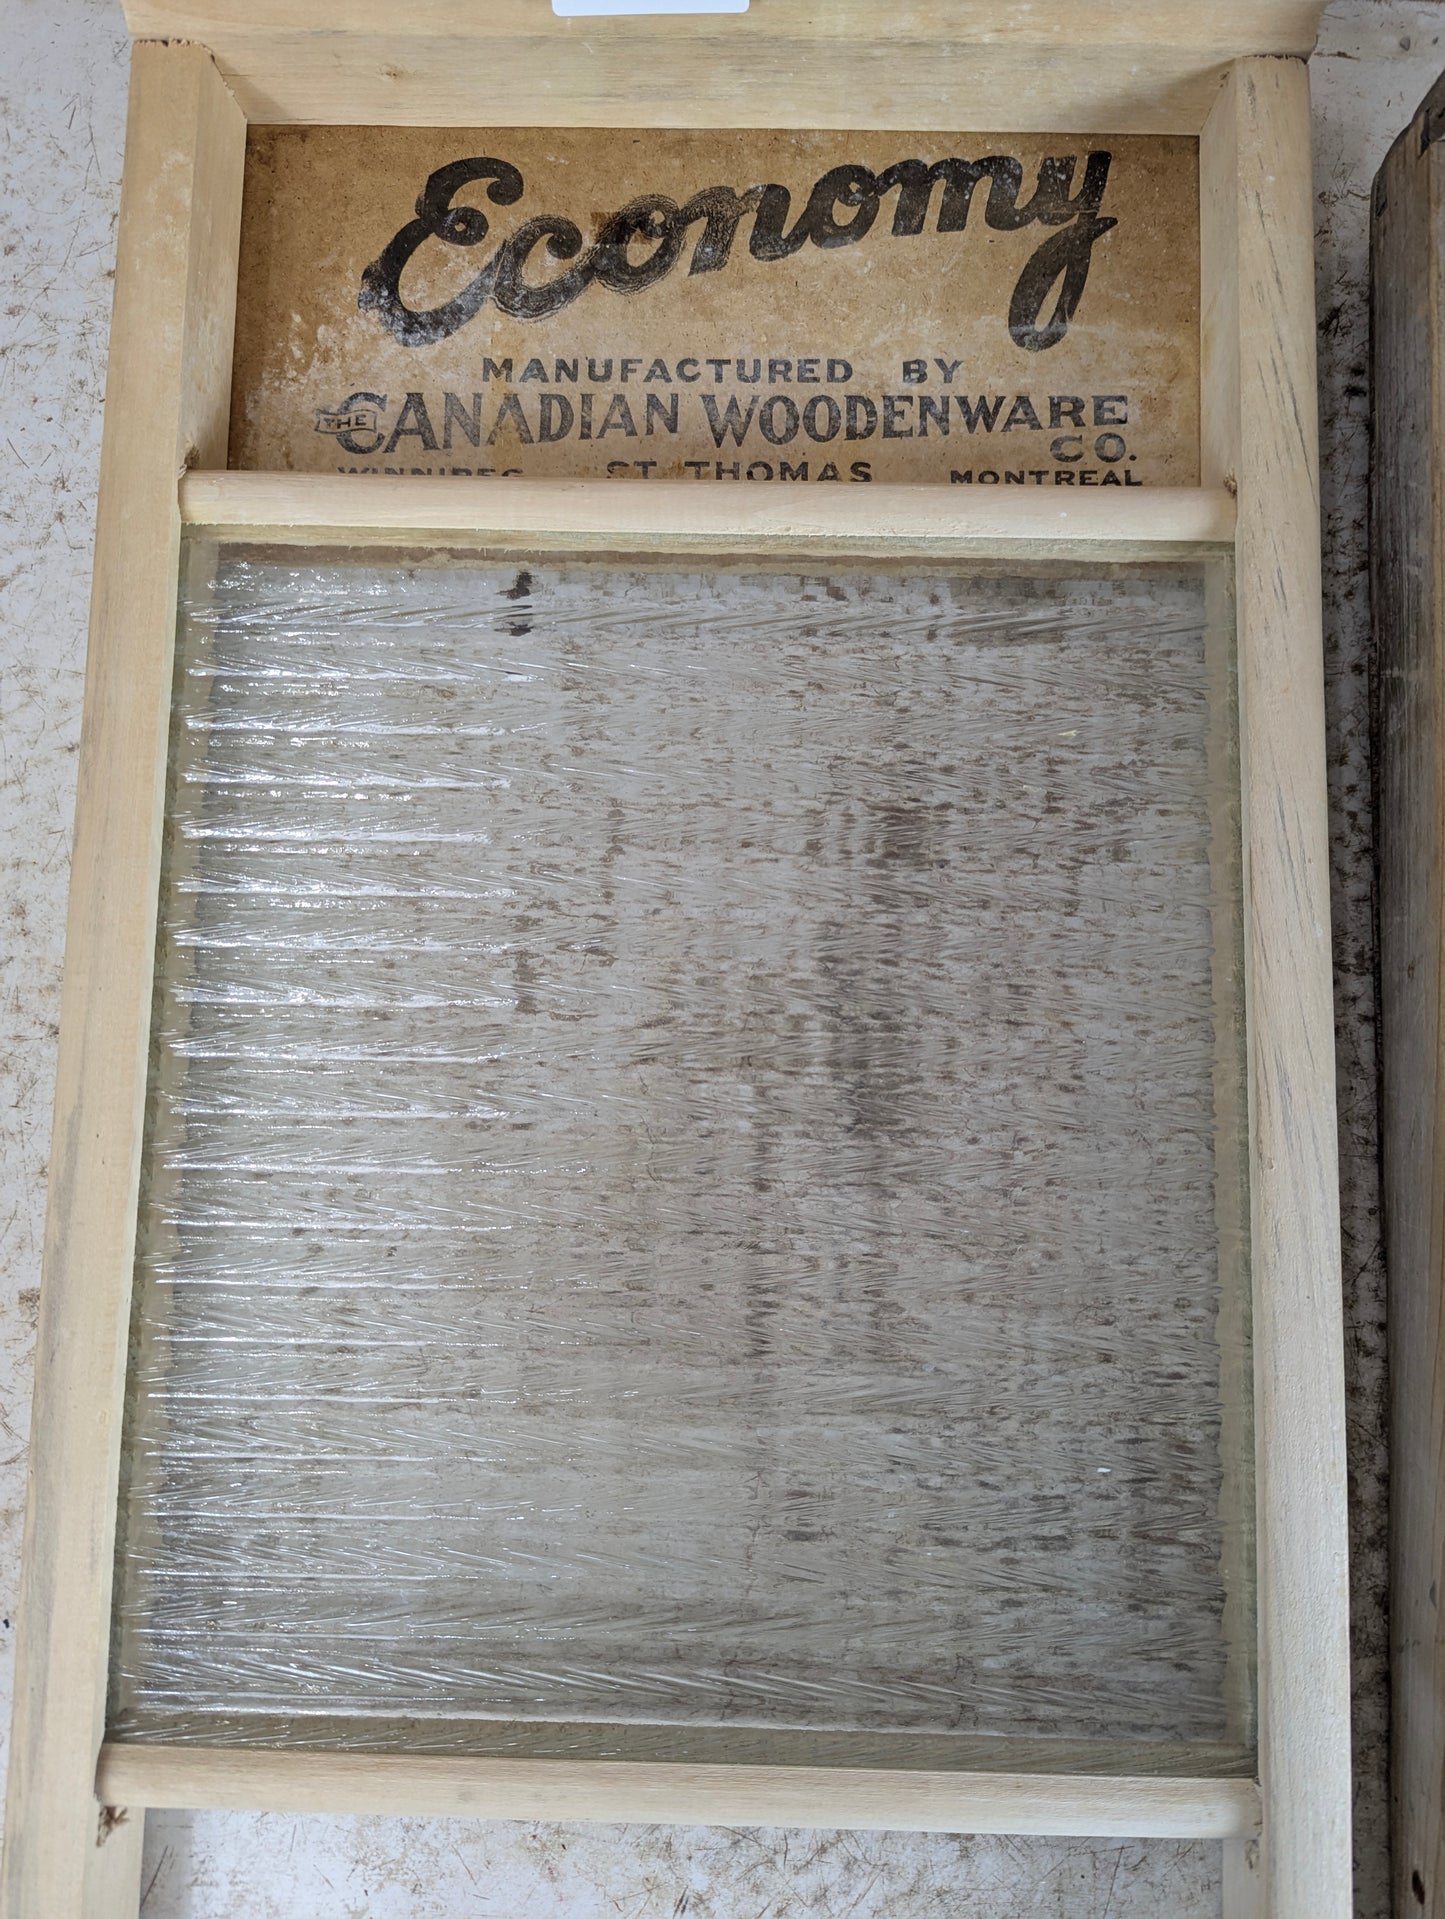 Economy
MANUFACTURED BY
THE CANADIAN WOODENWARE
CO.
WINNIPEG ST THOMAS MONTREAL